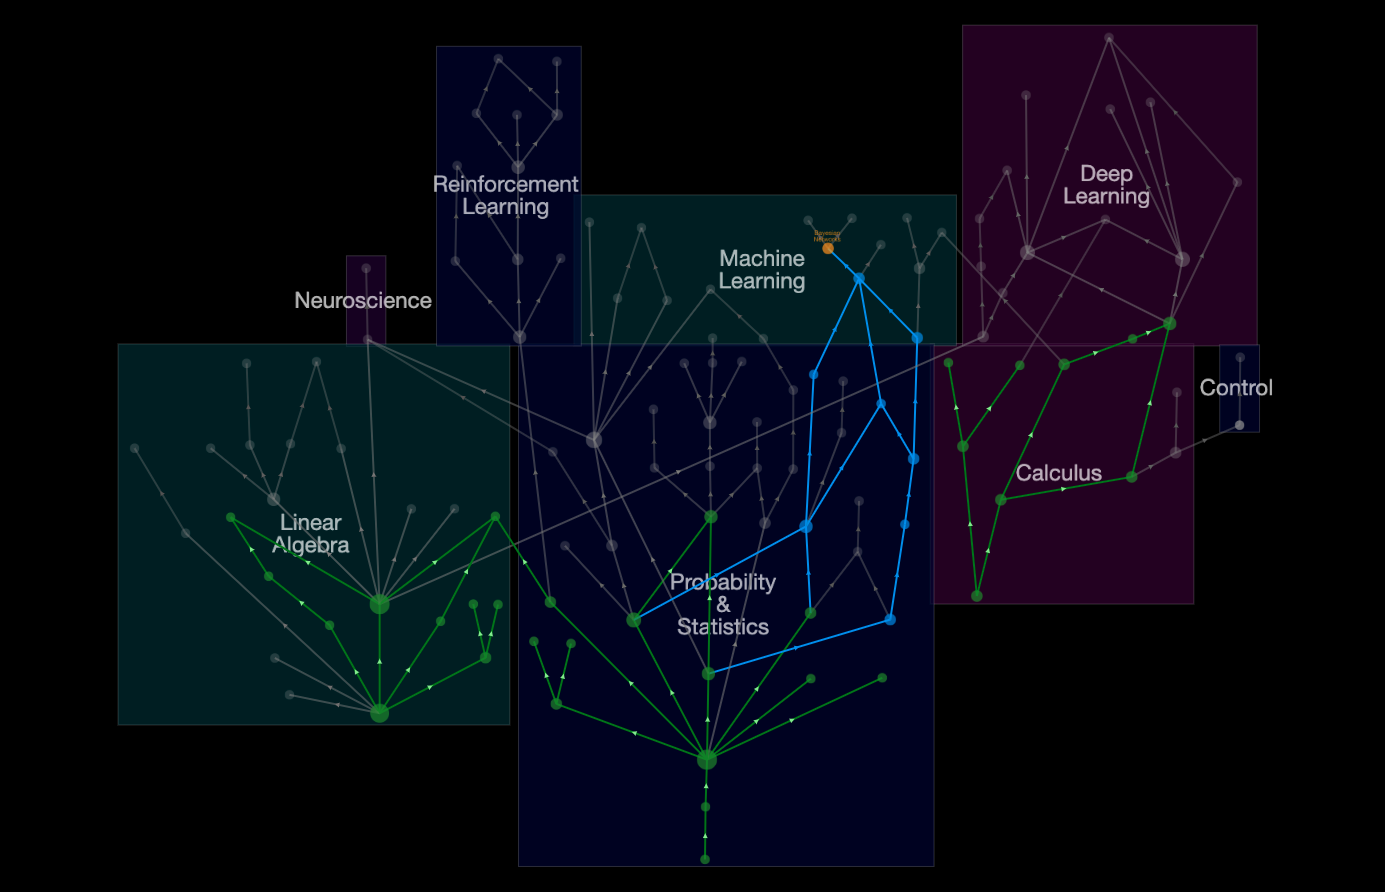 Reinforcement
Learning
Deep
Learning
Machine
Learning
Bayesian
Networks
Neuroscience
Control
Calculus
Linear
Algebra
Probability
&
Statistics